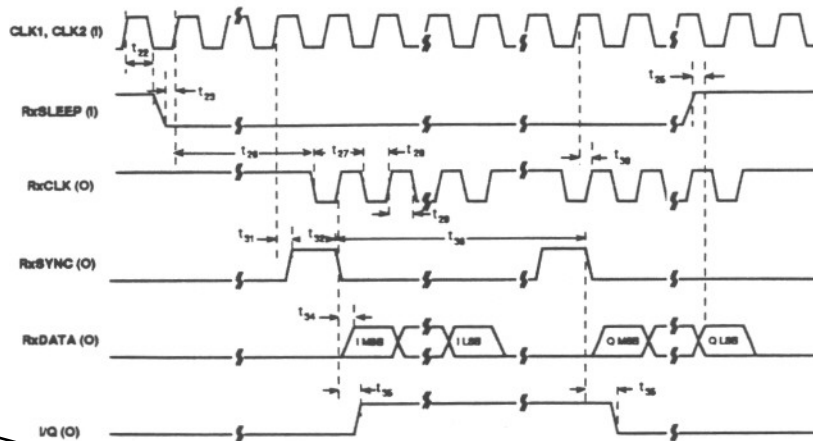 CLK1, CLK2 (I)
t22
t23
t25
RxSLEEP (I)
t26
t27
t28
t30
RxCLK (O)
t29
t31
t32
t33
RxSYNC (O)
t34
RxDATA (O)
I MSB
I LSB
Q MSB
Q LSB
t35
t35
I/Q (O)